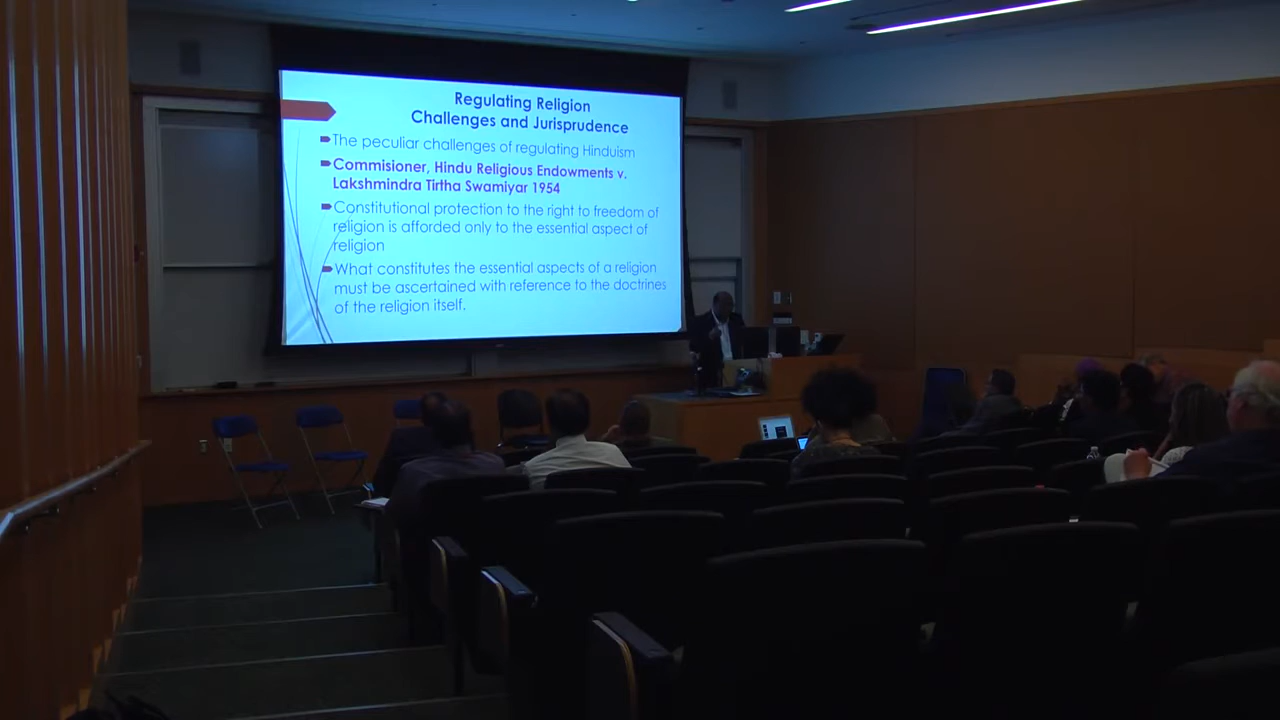 Regulating Religion
Challenges and Jurisprudence
The peculiar challenges of regulating Hinduism
Commisioner, Hindu Religious Endowments v.
Lakshmindra Tirtha Swamiyar 1954
Constitutional protection to the right to freedom of
religion is afforded only to the essential aspect of
religion
What constitutes the essential aspects of a religion
must be ascertained with reference to the doctrines
of the religion itself.